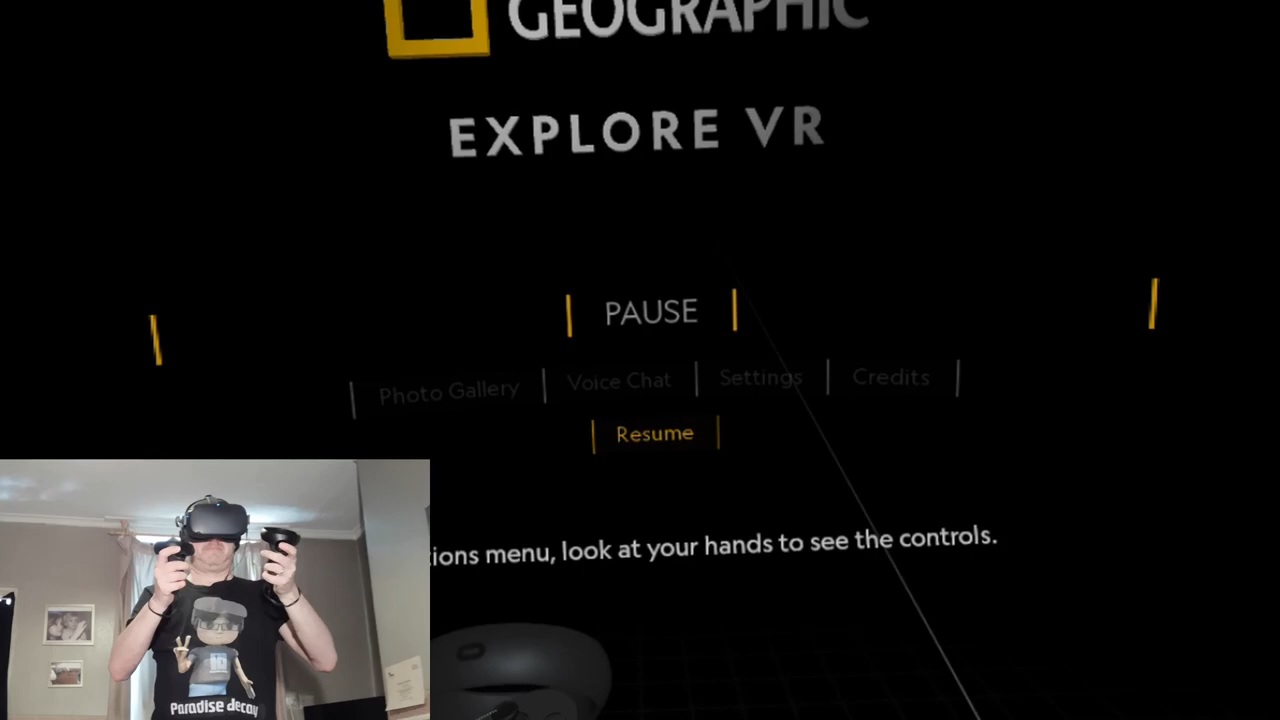 GEOGRAPHIC
EXPLORE VR
PAUSE
Photo Gallery
Voice Chat
Settings
Credits
Resume
tions menu, look at your hands to see the controls.
Paradise decay